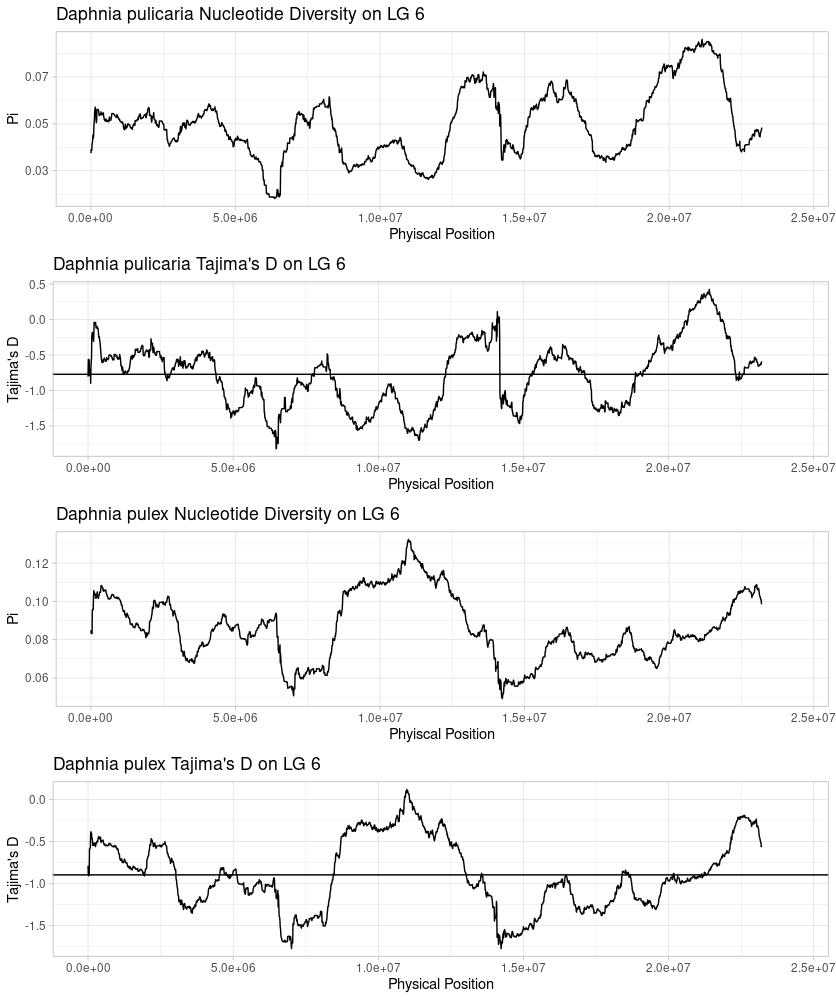 Daphnia pulicaria Nucleotide Diversity on LG 6
0.07
0.05
0.03
Pi
0.0e+00 5.0e+06 1.0e+07 1.5e+07 2.0e+07 2.5e+07
Phyiscal Position
Daphnia pulicaria Tajima's D on LG 6
0.5
0.0
-0.5
-1.0
-1.5
Tajima's D
0.0e+00 5.0e+06 1.0e+07 1.5e+07 2.0e+07 2.5e+07
Physical Position
Daphnia pulex Nucleotide Diversity on LG 6
0.12
0.10
0.08
0.06
Pi
0.0e+00 5.0e+06 1.0e+07 1.5e+07 2.0e+07 2.5e+07
Phyiscal Position
Daphnia pulex Tajima's D on LG 6
0.0
-0.5
-1.0
-1.5
Tajima's D
0.0e+00 5.0e+06 1.0e+07 1.5e+07 2.0e+07 2.5e+07
Physical Position